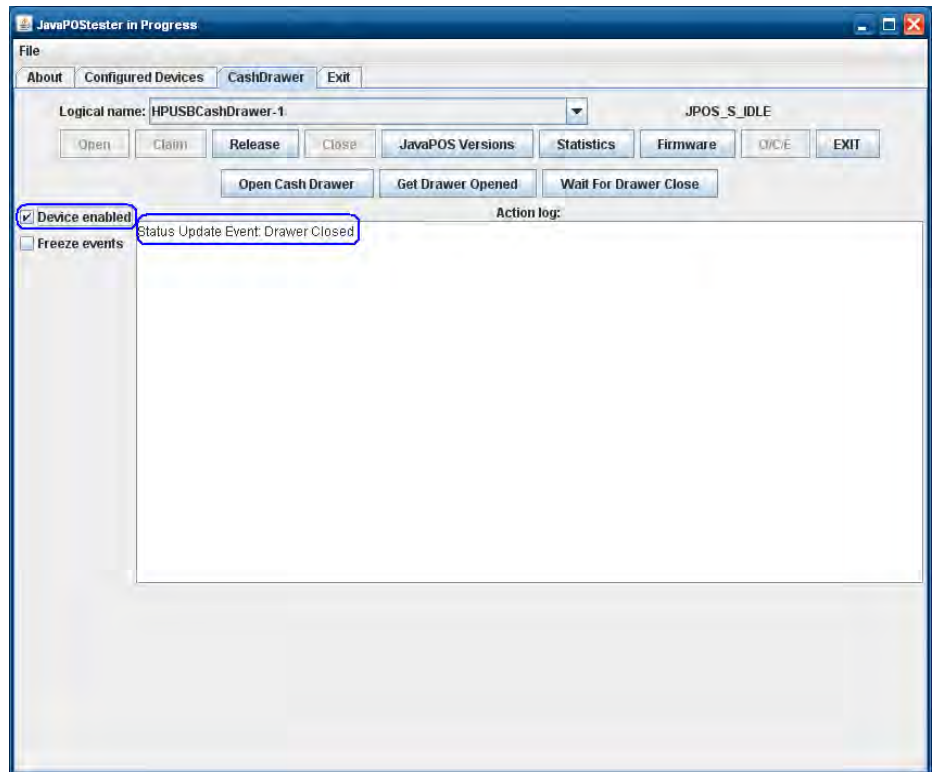 JavaPOStester in Progress
File
About Configured Devices CashDrawer Exit
Logical name: HPUSBCashDrawer-1 JPOS_S_IDLE
Open Claim Release Close JavaPOS Versions Statistics Firmware O/C/E EXIT
Open Cash Drawer Get Drawer Opened Wait For Drawer Close
Device enabled Action log:
Status Update Event: Drawer Closed
Freeze events